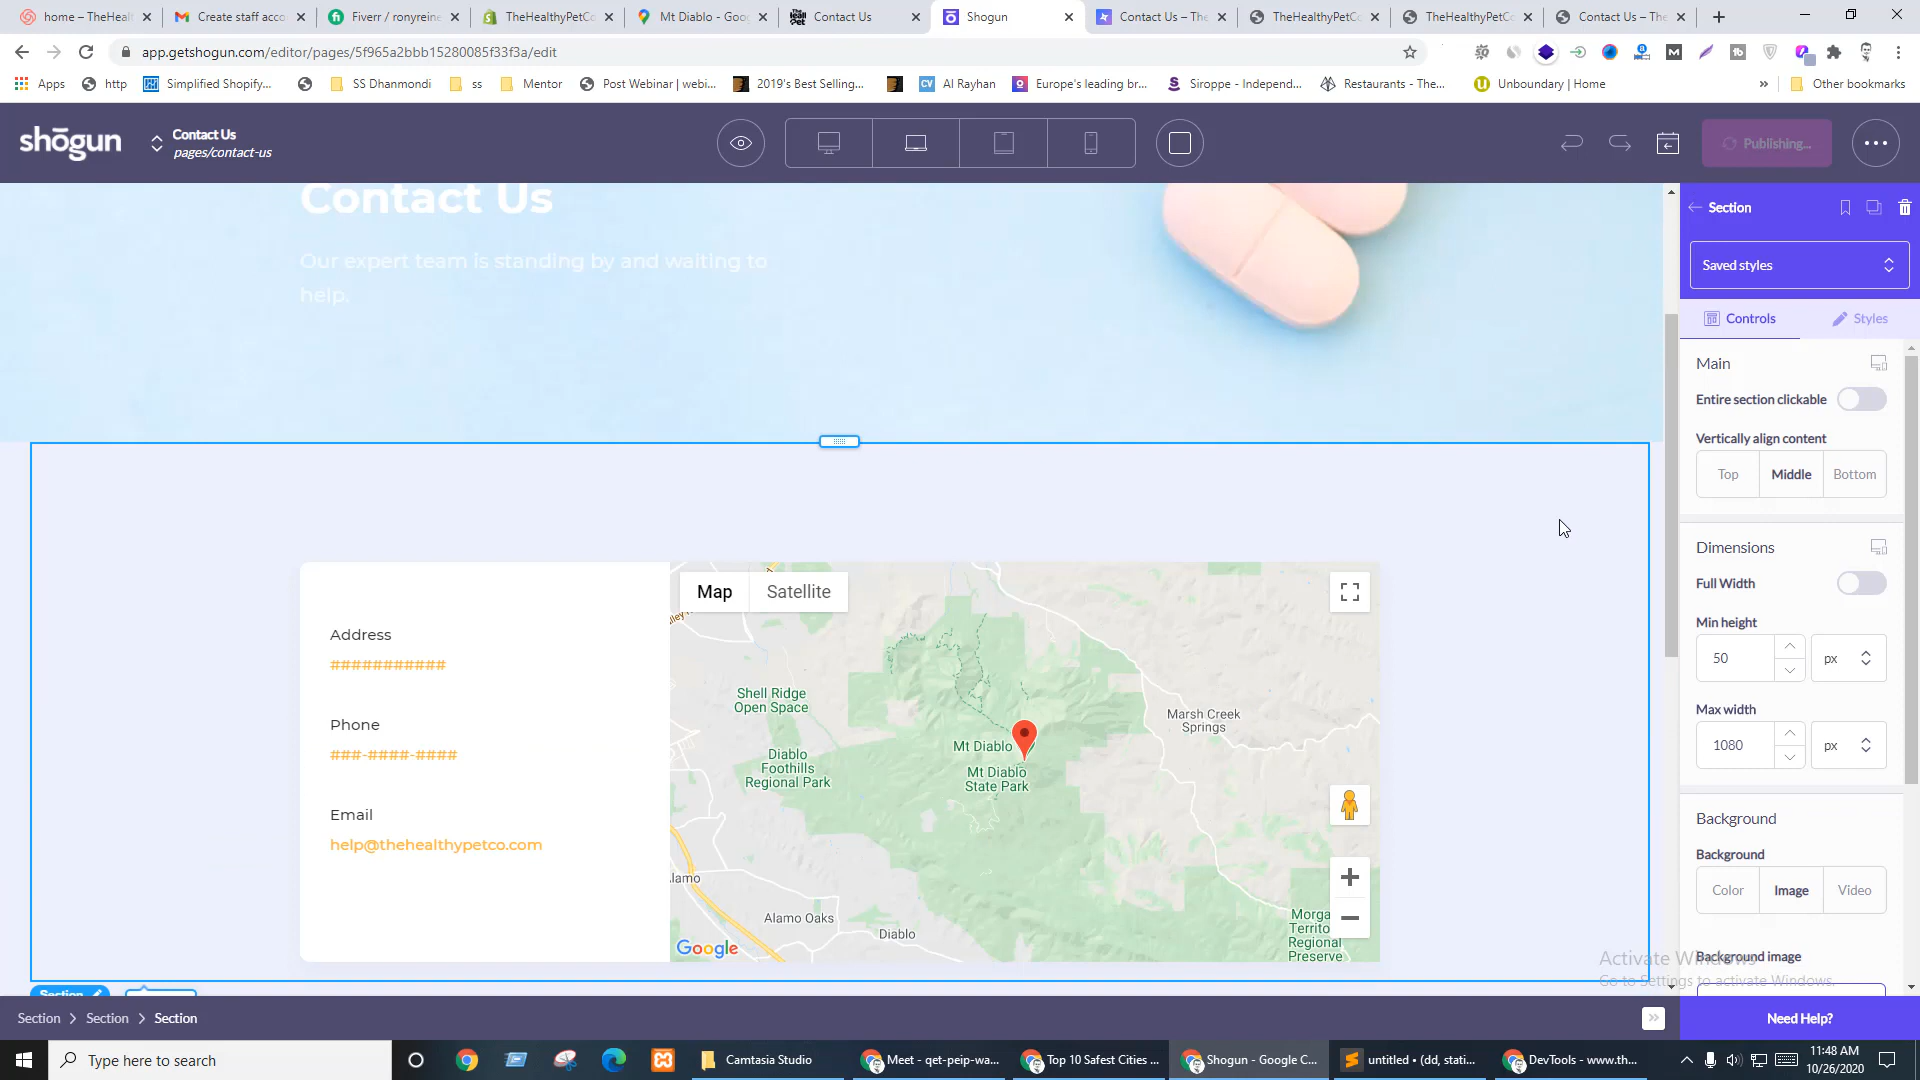 home – TheHeal
Create staff acco
Fiverr / ronyreine
TheHealthyPetCo
Mt Diablo - Goo
Contact Us
Shogun
Contact Us – The
TheHealthyPetCo
TheHealthyPetCo
Contact Us – The
app.getshogun.com/editor/pages/5f965a2bbb15280085f33f3a/edit
Apps
http
Simplified Shopify...
SS Dhanmondi
ss
Mentor
Post Webinar | webi...
2019's Best Selling...
Al Rayhan
Europe's leading br...
Siroppe - Independ...
Restaurants - The...
Unboundary | Home
»
Other bookmarks
shōgun
Contact Us
pages/contact-us
Publishing...
Contact Us
Our expert team is standing by and waiting to
help.
Section
Saved styles
Controls
Styles
Main
Entire section clickable
Vertically align content
Top
Middle
Bottom
Dimensions
Full Width
Min height
50
px
Max width
1080
px
Background
Background
Color
Image
Video
Background image
Address
###########
Phone
###-####-####
Email
help@thehealthypetco.com
Map
Satellite
Shell Ridge
Open Space
Diablo
Foothills
Regional Park
Mt Diablo
Mt Diablo
State Park
Marsh Creek
Springs
Alamo Oaks
Diablo
Morga
Territo
Regional
Preserve
Google
Activate Windows
Go to Settings to activate Windows.
Section
Section
Section
Section
Need Help?
Type here to search
Camtasia Studio
Meet - qet-peip-wa...
Top 10 Safest Cities ...
Shogun - Google C...
untitled • (dd, stati...
DevTools - www.th...
11:48 AM
10/26/2020